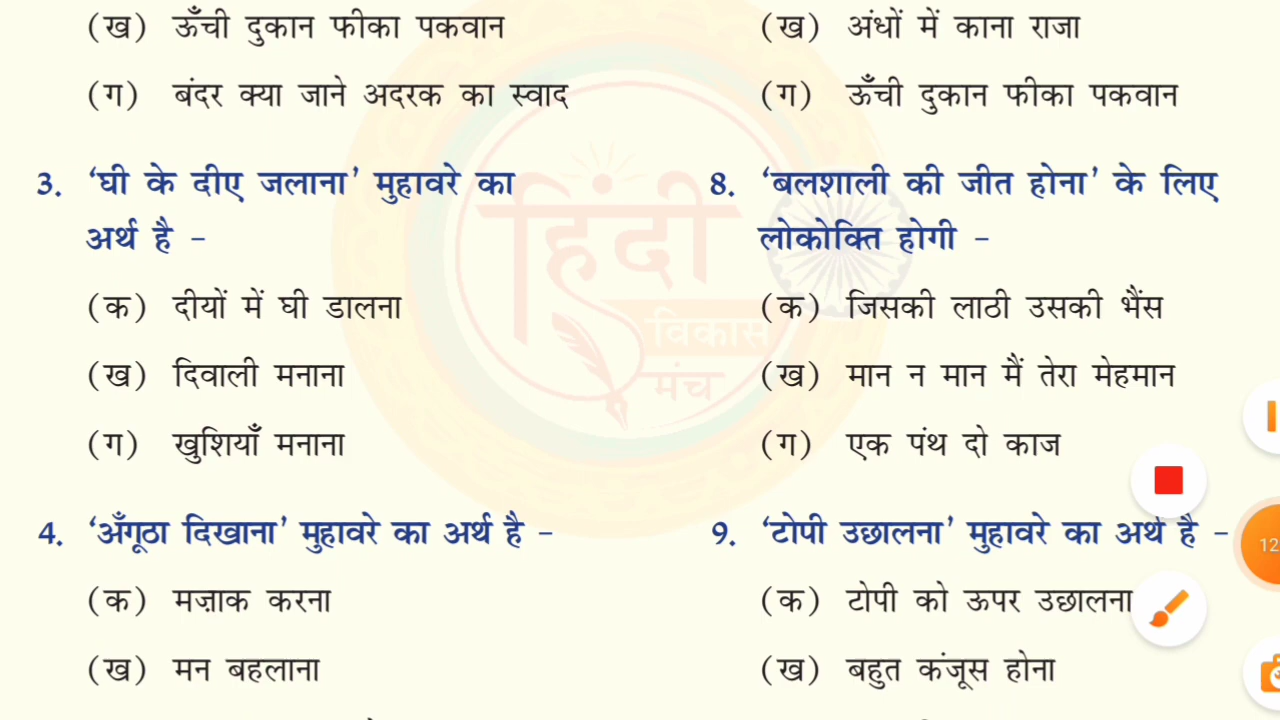 (ख) ऊँची दुकान फीका पकवान
(ग) बंदर क्या जाने अदरक का स्वाद
3. ‘घी के दीए जलाना’ मुहावरे का
अर्थ है -
(क) दीयों में घी डालना
(ख) दिवाली मनाना
(ग) खुशियाँ मनाना
4. ‘अँगूठा दिखाना’ मुहावरे का अर्थ है -
(क) मज़ाक करना
(ख) मन बहलाना
(ख) अंधों में काना राजा
(ग) ऊँची दुकान फीका पकवान
8. ‘बलशाली की जीत होना’ के लिए
लोकोक्ति होगी -
(क) जिसकी लाठी उसकी भैंस
(ख) मान न मान मैं तेरा मेहमान
(ग) एक पंथ दो काज
9. ‘टोपी उछालना’ मुहावरे का अर्थ है -
(क) टोपी को ऊपर उछालना
(ख) बहुत कंजूस होना
हिंदी
विकास
मंच
12